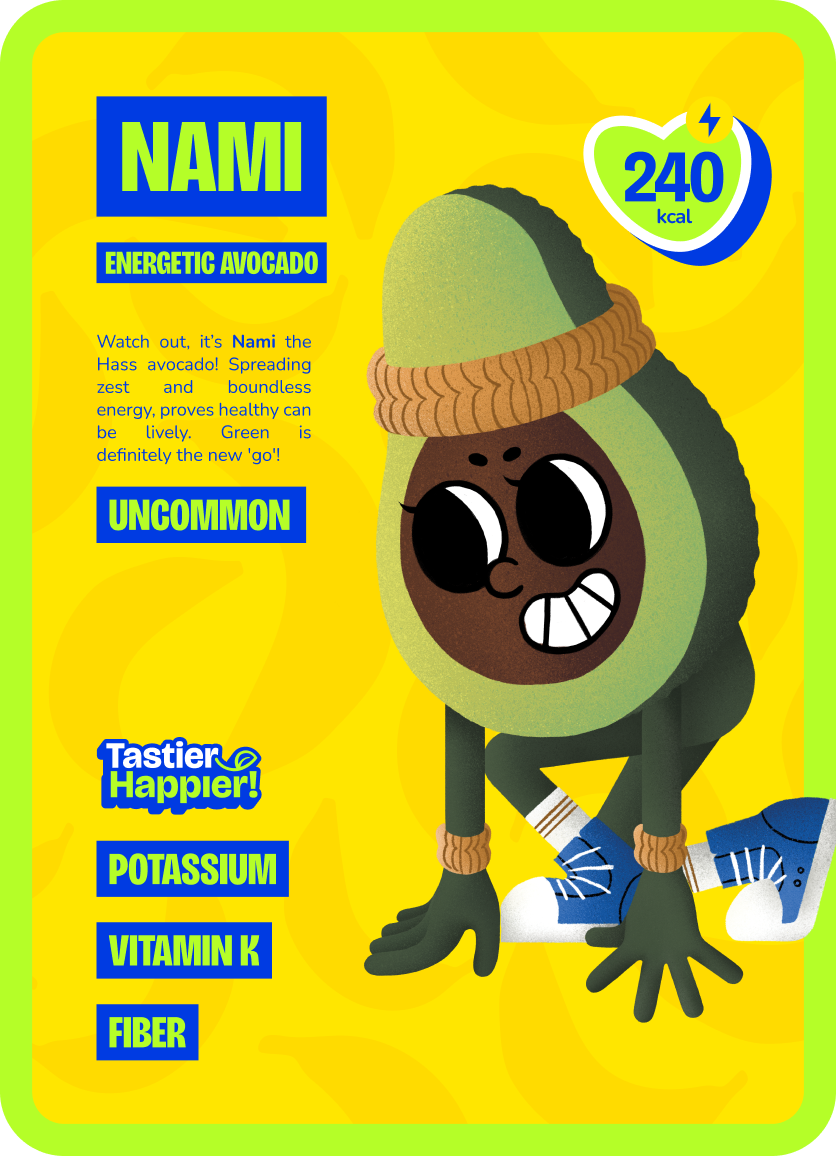 NAMI
240
kcal
ENERGETIC AVOCADO
Watch out, it’s Nami the
Hass avocado! Spreading
zest and boundless
energy, proves healthy can
be lively. Green is
definitely the new 'go'!
UNCOMMON
Tastier
Happier!
POTASSIUM
VITAMIN K
FIBER